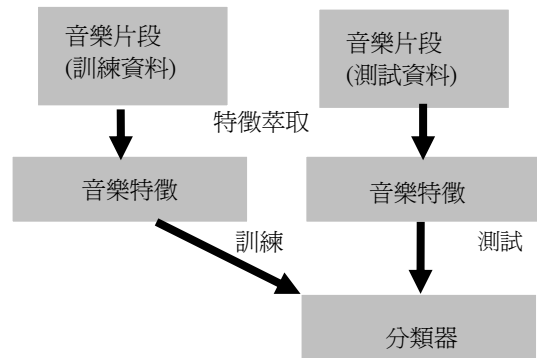 音樂片段
(訓練資料)
音樂片段
(測試資料)
特徵萃取
音樂特徵
音樂特徵
訓練
測試
分類器